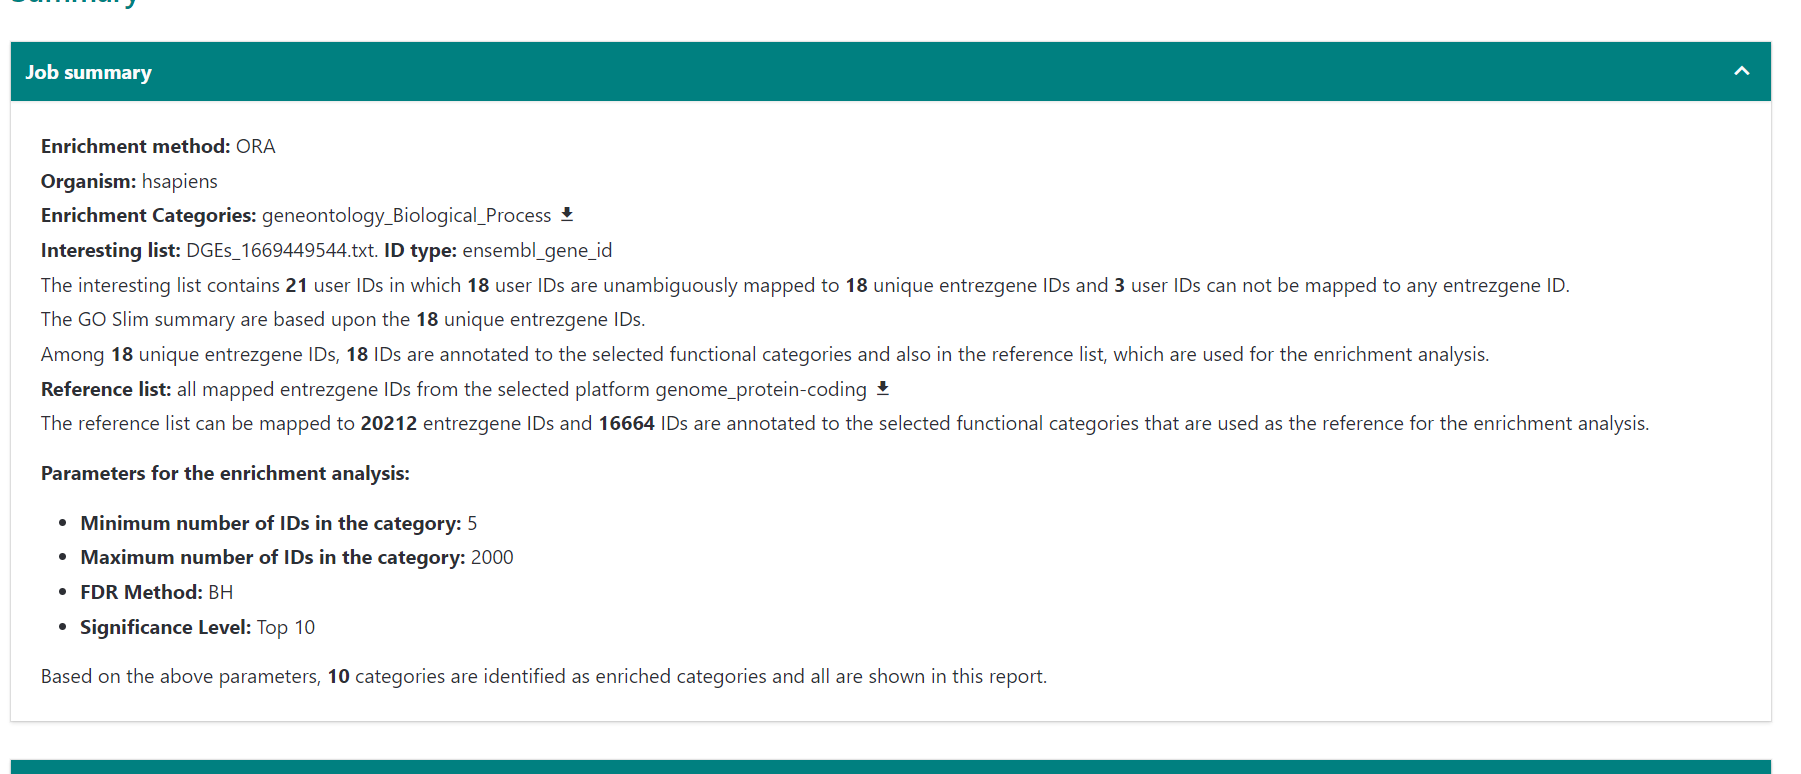 Summary
Job summary
Enrichment method: ORA
Organism: hsapiens
Enrichment Categories: geneontology_Biological_Process
Interesting list: DGEs_1669449544.txt. ID type: ensembl_gene_id
The interesting list contains 21 user IDs in which 18 user IDs are unambiguously mapped to 18 unique entrezgene IDs and 3 user IDs can not be mapped to any entrezgene ID.
The GO Slim summary are based upon the 18 unique entrezgene IDs.
Among 18 unique entrezgene IDs, 18 IDs are annotated to the selected functional categories and also in the reference list, which are used for the enrichment analysis.
Reference list: all mapped entrezgene IDs from the selected platform genome_protein-coding
The reference list can be mapped to 20212 entrezgene IDs and 16664 IDs are annotated to the selected functional categories that are used as the reference for the enrichment analysis.
Parameters for the enrichment analysis:
• Minimum number of IDs in the category: 5
• Maximum number of IDs in the category: 2000
• FDR Method: BH
• Significance Level: Top 10
Based on the above parameters, 10 categories are identified as enriched categories and all are shown in this report.